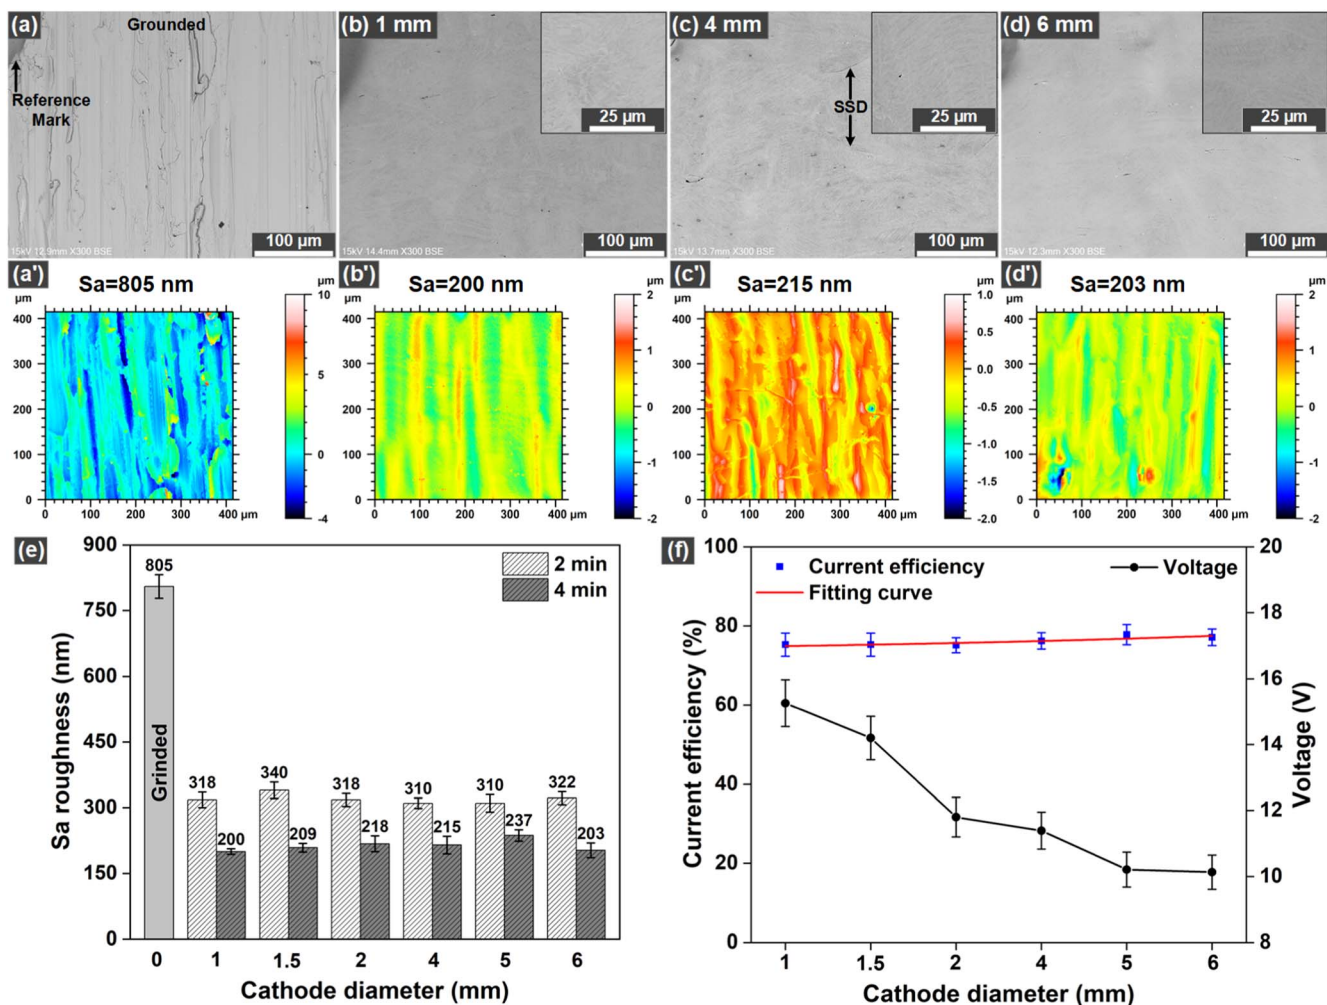 (a)
Grounded
Reference
Mark
100 µm
15kV 12.9mm X300 BSE
(b) 1 mm
25 µm
100 µm
15kV 14.4mm X300 BSE
(c) 4 mm
SSD
25 µm
100 µm
15kV 13.7mm X300 BSE
(d) 6 mm
25 µm
100 µm
15kV 12.3mm X300 BSE
(a')
Sa=805 nm
µm
400
300
200
100
0
0 100 200 300 400 µm
µm
10
5
0
-4
(b')
Sa=200 nm
µm
400
300
200
100
0
0 100 200 300 400 µm
µm
2
1
0
-1
-2
(c')
Sa=215 nm
µm
400
300
200
100
0
0 100 200 300 400 µm
µm
1.0
0.5
0.0
-0.5
-1.0
-1.5
-2.0
(d')
Sa=203 nm
µm
400
300
200
100
0
0 100 200 300 400 µm
µm
2
1
0
-1
-2
(e)
2 min
4 min
Sa roughness (nm)
900
750
600
450
300
150
0
805
Grinded
318
200
340
209
318
218
310
215
310
237
322
203
0 1 1.5 2 4 5 6
Cathode diameter (mm)
(f)
Current efficiency
Fitting curve
Voltage
Current efficiency (%)
100
80
60
40
20
0
Voltage (V)
20
18
16
14
12
10
8
1 1.5 2 4 5 6
Cathode diameter (mm)